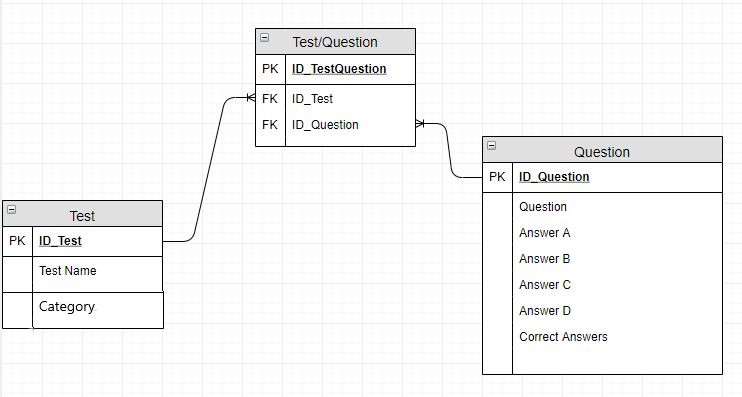 Test/Question
PK ID_TestQuestion
FK ID_Test
FK ID_Question
Question
PK ID_Question
Question
Answer A
Answer B
Answer C
Answer D
Correct Answers
Test
PK ID_Test
Test Name
Category